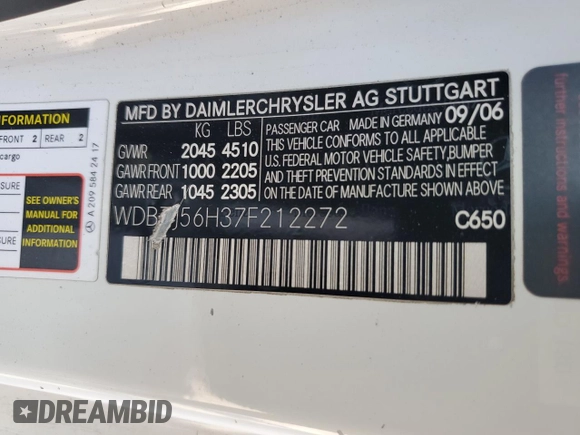 INFORMATION
FRONT 2 REAR 2
cargo
SEE OWNER'S
MANUAL FOR
ADDITIONAL
INFORMATION
A 209 584 24 17
MFD BY DAIMLERCHRYSLER AG STUTTGART
KG LBS
GVWR 2045 4510
GAWR FRONT 1000 2205
GAWR REAR 1045 2305
PASSENGER CAR MADE IN GERMANY 09/06
THIS VEHICLE CONFORMS TO ALL APPLICABLE
U.S. FEDERAL MOTOR VEHICLE SAFETY, BUMPER
AND THEFT PREVENTION STANDARDS IN
EFFECT ON THE DATE OF MANUFACTURE
SHOWN ABOVE.
C650
further instructions
and warnings.
DREAMBID